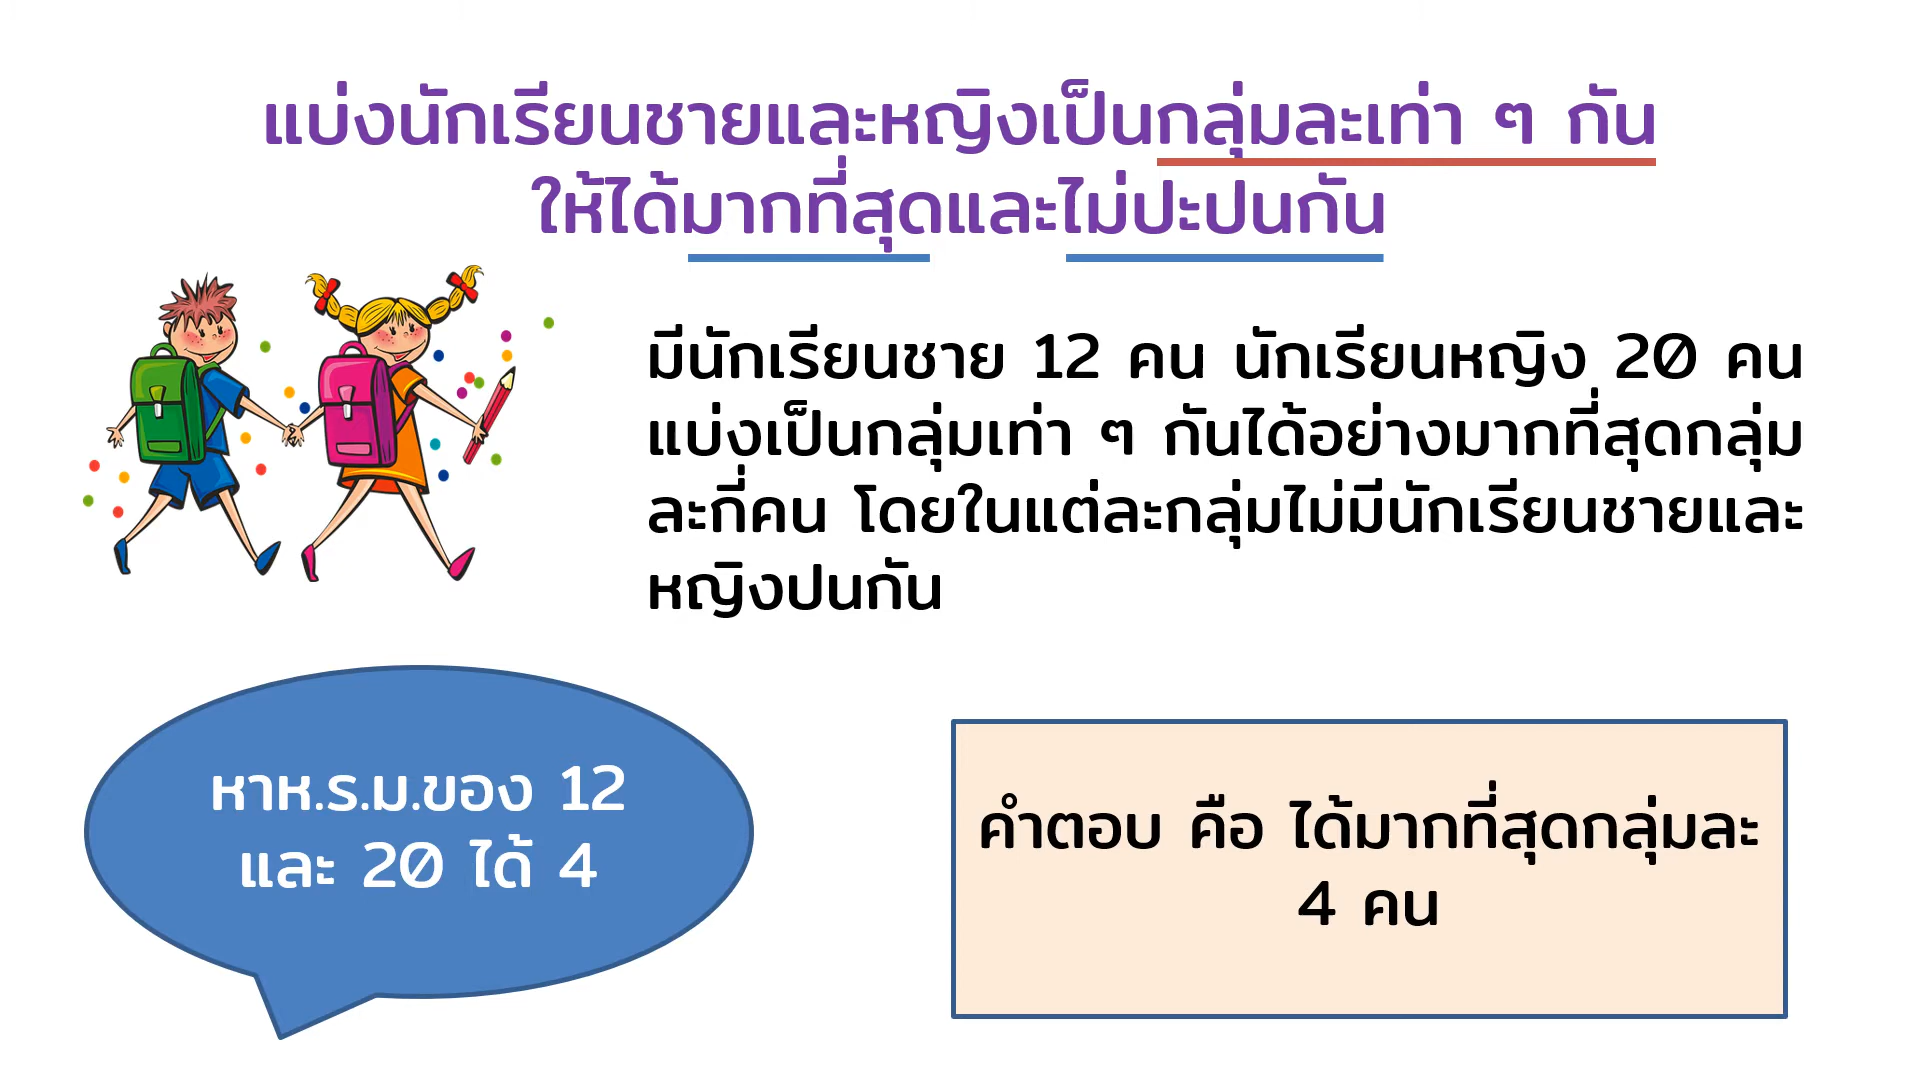 แบ่งนักเรียนชายและหญิงเป็นกลุ่มละเท่า ๆ กัน
ให้ได้มากที่สุดและไม่ปะปนกัน
มีนักเรียนชาย 12 คน นักเรียนหญิง 20 คน
แบ่งเป็นกลุ่มเท่า ๆ กันได้อย่างมากที่สุดกลุ่ม
ละกี่คน โดยในแต่ละกลุ่มไม่มีนักเรียนชายและ
หญิงปนกัน
หาห.ร.ม.ของ 12
และ 20 ได้ 4
คำตอบ คือ ได้มากที่สุดกลุ่มละ
4 คน